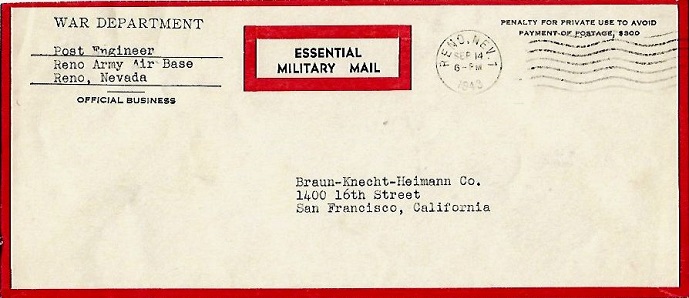 WAR DEPARTMENT
Post Engineer
Reno Army Air Base
Reno, Nevada
OFFICIAL BUSINESS
ESSENTIAL
MILITARY MAIL
RENO, NEV. 1
SEP 14
6-PM
1943
PENALTY FOR PRIVATE USE TO AVOID
PAYMENT OF POSTAGE, $300
Braun-Knecht-Heimann Co.
1400 16th Street
San Francisco, California